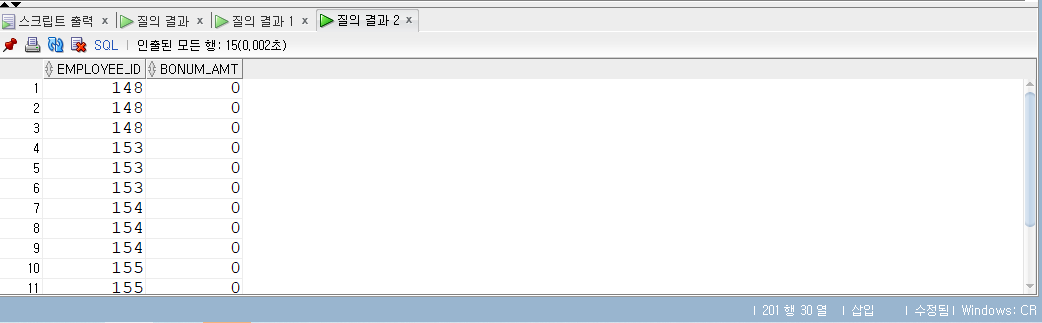 스크립트 출력 x 질의 결과 x 질의 결과 1 x 질의 결과 2 x
SQL | 인출된 모든 행: 15(0,002초)
EMPLOYEE_ID BONUM_AMT
1 148 0
2 148 0
3 148 0
4 153 0
5 153 0
6 153 0
7 154 0
8 154 0
9 154 0
10 155 0
11 155 0
| 201 행 30 열 | 삽입 | 수정됨 | Windows: CR